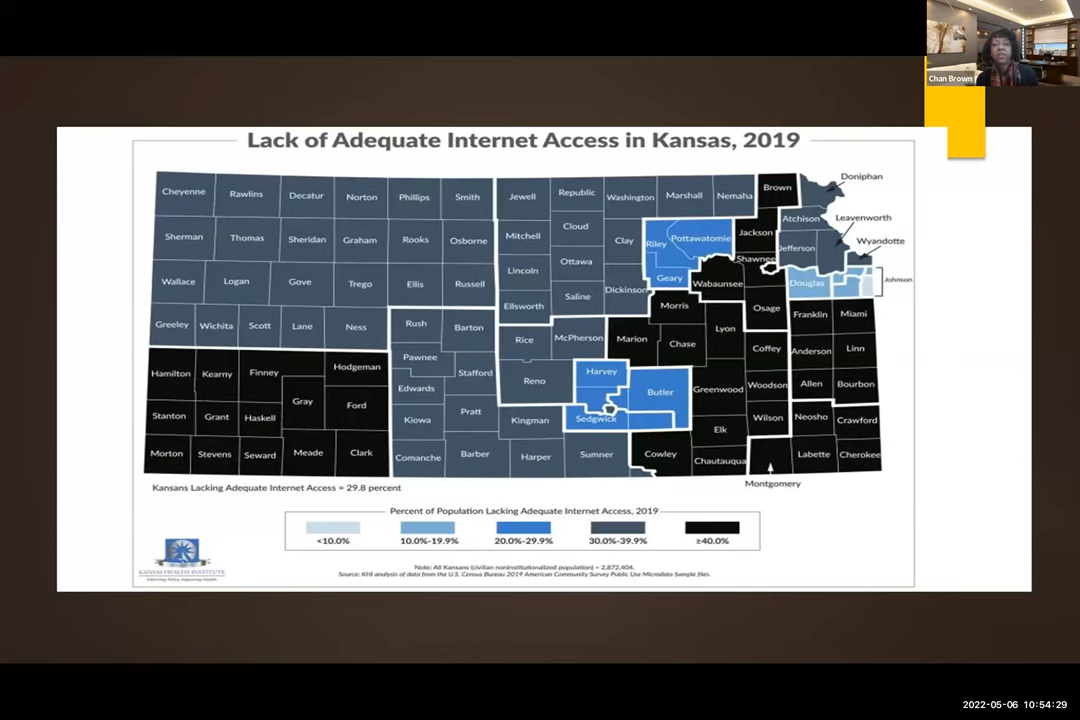 Chan Brown
Lack of Adequate Internet Access in Kansas, 2019
Cheyenne Rawlins Decatur Norton Phillips Smith Jewell Republic Washington Marshall Nemaha Brown Doniphan
Atchison Leavenworth
Sherman Thomas Sheridan Graham Rooks Osborne Mitchell Cloud Clay Riley Pottawatomie Jackson Jefferson Wyandotte
Shawnee
Wallace Logan Gove Trego Ellis Russell Lincoln Ottawa Geary Wabaunsee Douglas Johnson
Saline Dickinson
Greeley Wichita Scott Lane Ness Rush Barton Ellsworth Morris Osage Franklin Miami
Rice McPherson Marion Chase Lyon
Pawnee Coffey Anderson Linn
Hamilton Kearny Finney Hodgeman Stafford Reno Harvey
Edwards Butler Greenwood Woodson Allen Bourbon
Gray Ford
Stanton Grant Haskell Kiowa Pratt Kingman Sedgwick Wilson Neosho Crawford
Elk
Morton Stevens Seward Meade Clark Comanche Barber Harper Sumner Cowley Chautauqua Labette Cherokee
Montgomery
Kansans Lacking Adequate Internet Access = 29.8 percent
Percent of Population Lacking Adequate Internet Access, 2019
<10.0% 10.0%-19.9% 20.0%-29.9% 30.0%-39.9% ≥40.0%
KANSAS HEALTH INSTITUTE
Informing Policy. Improving Health.
Note: All Kansans (civilian noninstitutionalized population) = 2,872,404.
Source: KHI analysis of data from the U.S. Census Bureau 2019 American Community Survey Public Use Microdata Sample files.
2022-05-06 10:54:29